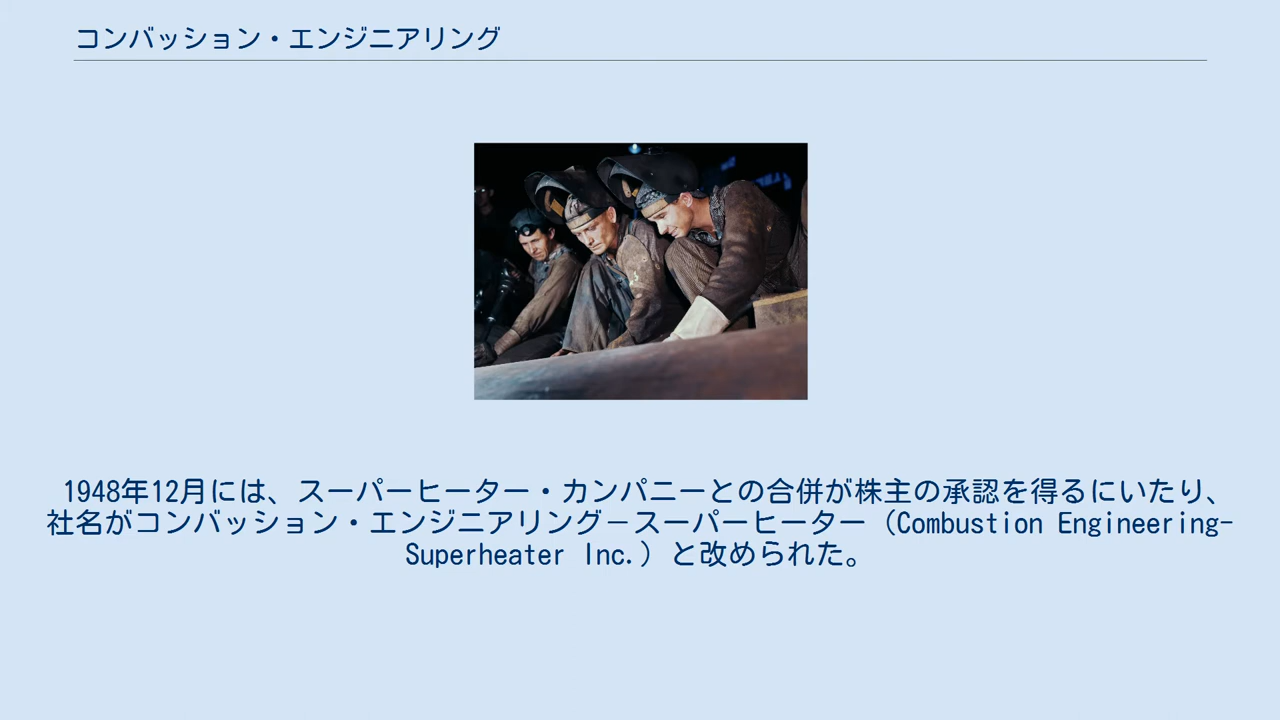 コンバッション・エンジニアリング
1948年12月には、スーパーヒーター・カンパニーとの合併が株主の承認を得るにいたり、
社名がコンバッション・エンジニアリング－スーパーヒーター（Combustion Engineering-
Superheater Inc.）と改められた。